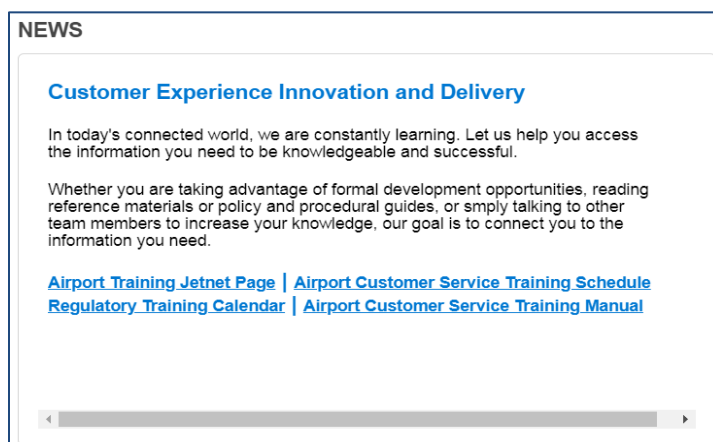 NEWS
Customer Experience Innovation and Delivery
In today's connected world, we are constantly learning. Let us help you access
the information you need to be knowledgeable and successful.
Whether you are taking advantage of formal development opportunities, reading
reference materials or policy and procedural guides, or smply talking to other
team members to increase your knowledge, our goal is to connect you to the
information you need.
Airport Training Jetnet Page | Airport Customer Service Training Schedule
Regulatory Training Calendar | Airport Customer Service Training Manual